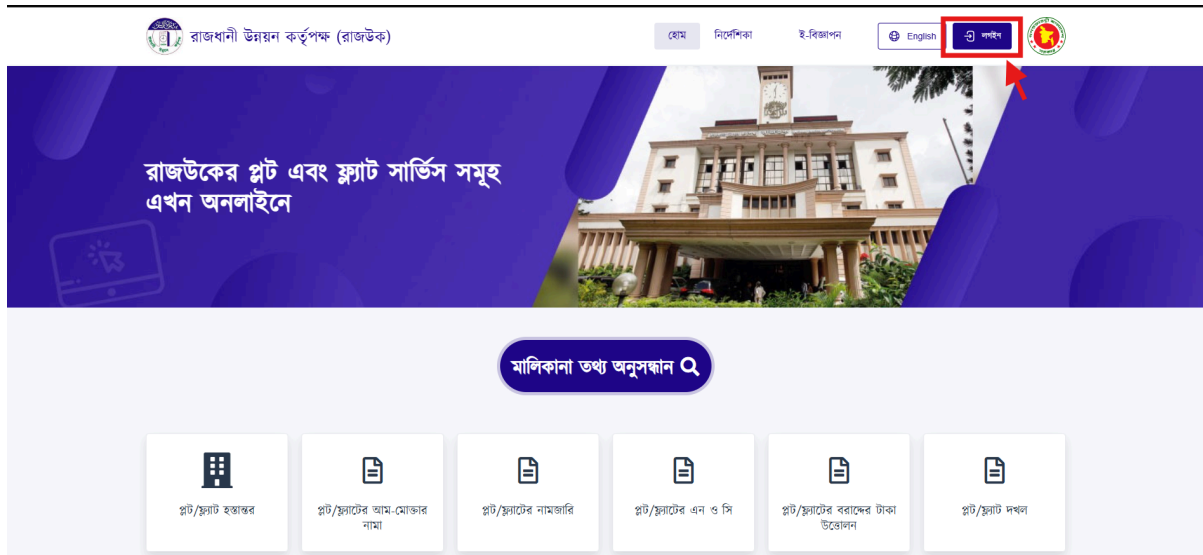 রাজধানী উন্নয়ন কর্তৃপক্ষ (রাজউক)
হোম
নির্দেশিকা
ই-বিজ্ঞাপন
English
লগইন
রাজউকের প্লট এবং ফ্ল্যাট সার্ভিস সমূহ
এখন অনলাইনে
মালিকানা তথ্য অনুসন্ধান
প্লট/ফ্ল্যাট হস্তান্তর
প্লট/ফ্ল্যাটের আম-মোক্তার
নামা
প্লট/ফ্ল্যাটের নামজারি
প্লট/ফ্ল্যাটের এন ও সি
প্লট/ফ্ল্যাটের বরাদ্দের টাকা
উত্তোলন
প্লট/ফ্ল্যাট দখল